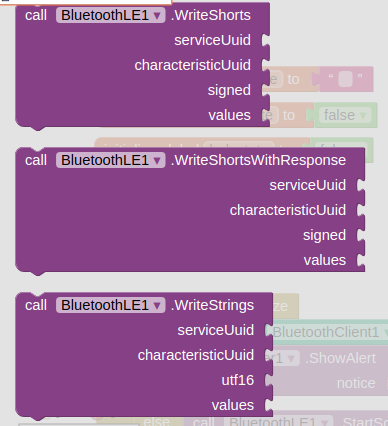 call BluetoothLE1 ▾ .WriteShorts
serviceUuid
characteristicUuid
signed
values
e to " "
e to false ▾
call BluetoothLE1 ▾ .WriteShortsWithResponse
serviceUuid
characteristicUuid
signed
values
call BluetoothLE1 ▾ .WriteStrings
serviceUuid
characteristicUuid
utf16
values
ze
BluetoothClient1
1 ▾ .ShowAlert
notice
else call BluetoothLE1 ▾ .StartSc